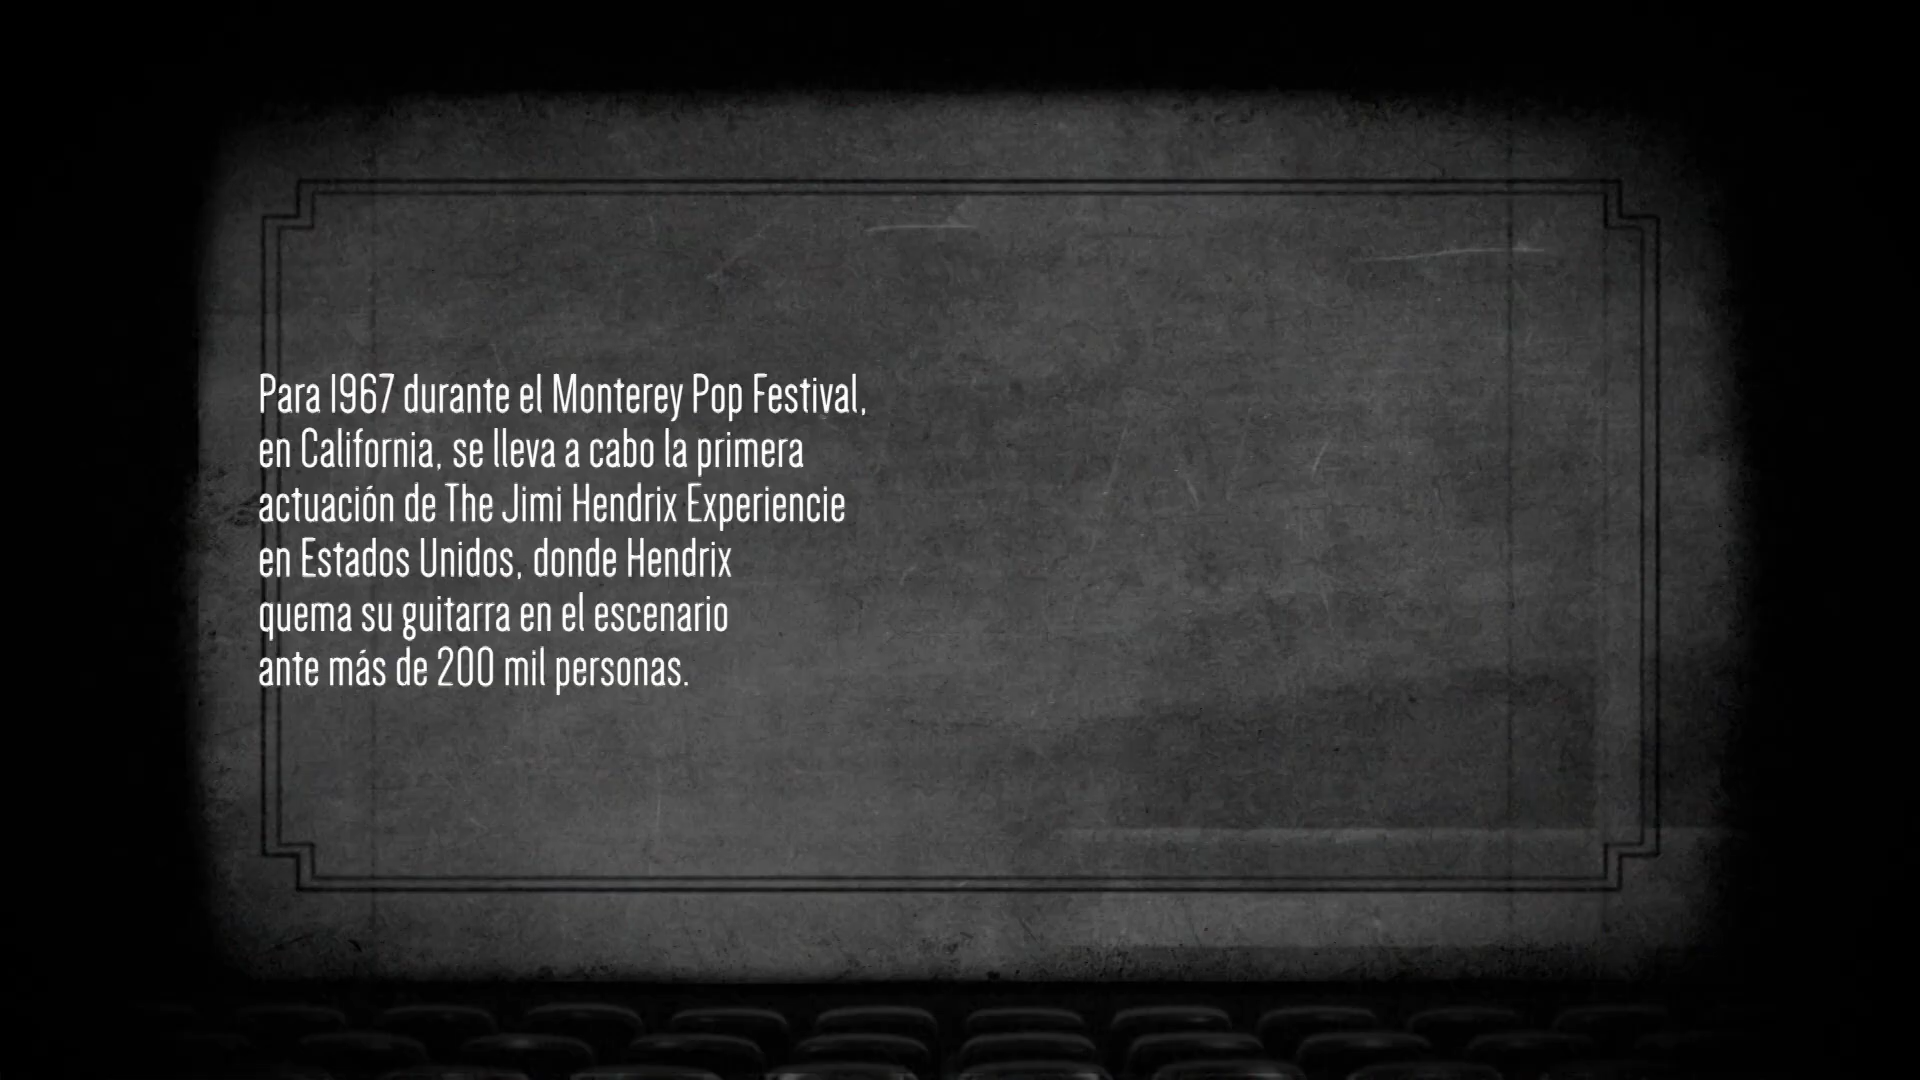 Para 1967 durante el Monterey Pop Festival,
en California, se lleva a cabo la primera
actuación de The Jimi Hendrix Experiencie
en Estados Unidos, donde Hendrix
quema su guitarra en el escenario
ante más de 200 mil personas.